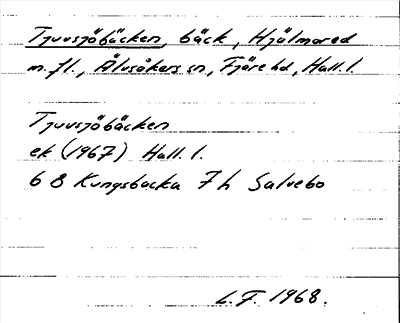 Tjuvsjöbäcken, bäck, Hjälmared
m.fl., Älvsåkers sn, Fjäre hd, Hall. l.
Tjuvsjöbäcken
ek (1967) Hall. l.
6 B Kungsbacka 7 h Salvebo
L.F. 1968.